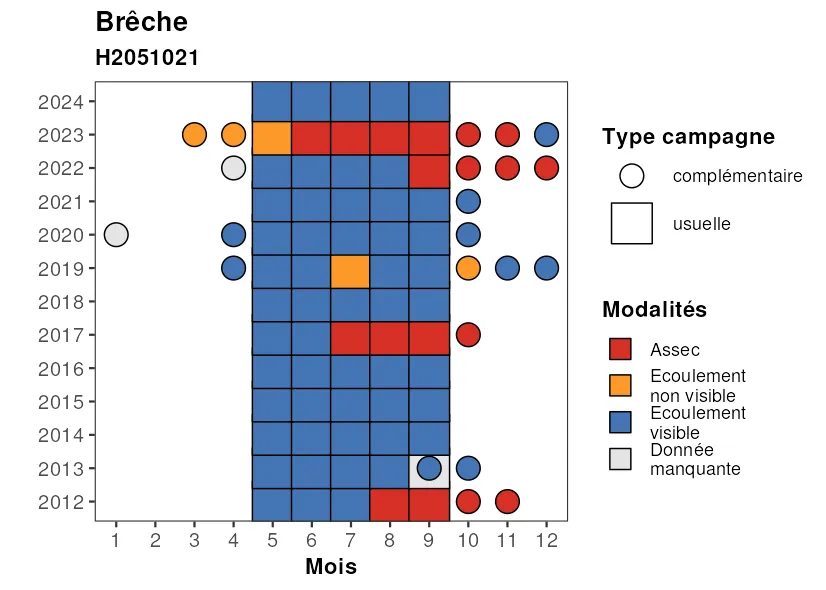 Brêche
H2051021
2024
2023
2022
2021
2020
2019
2018
2017
2016
2015
2014
2013
2012
1 2 3 4 5 6 7 8 9 10 11 12
Mois
Type campagne
complémentaire
usuelle
Modalités
Assec
Ecoulement
non visible
Ecoulement
visible
Donnée
manquante